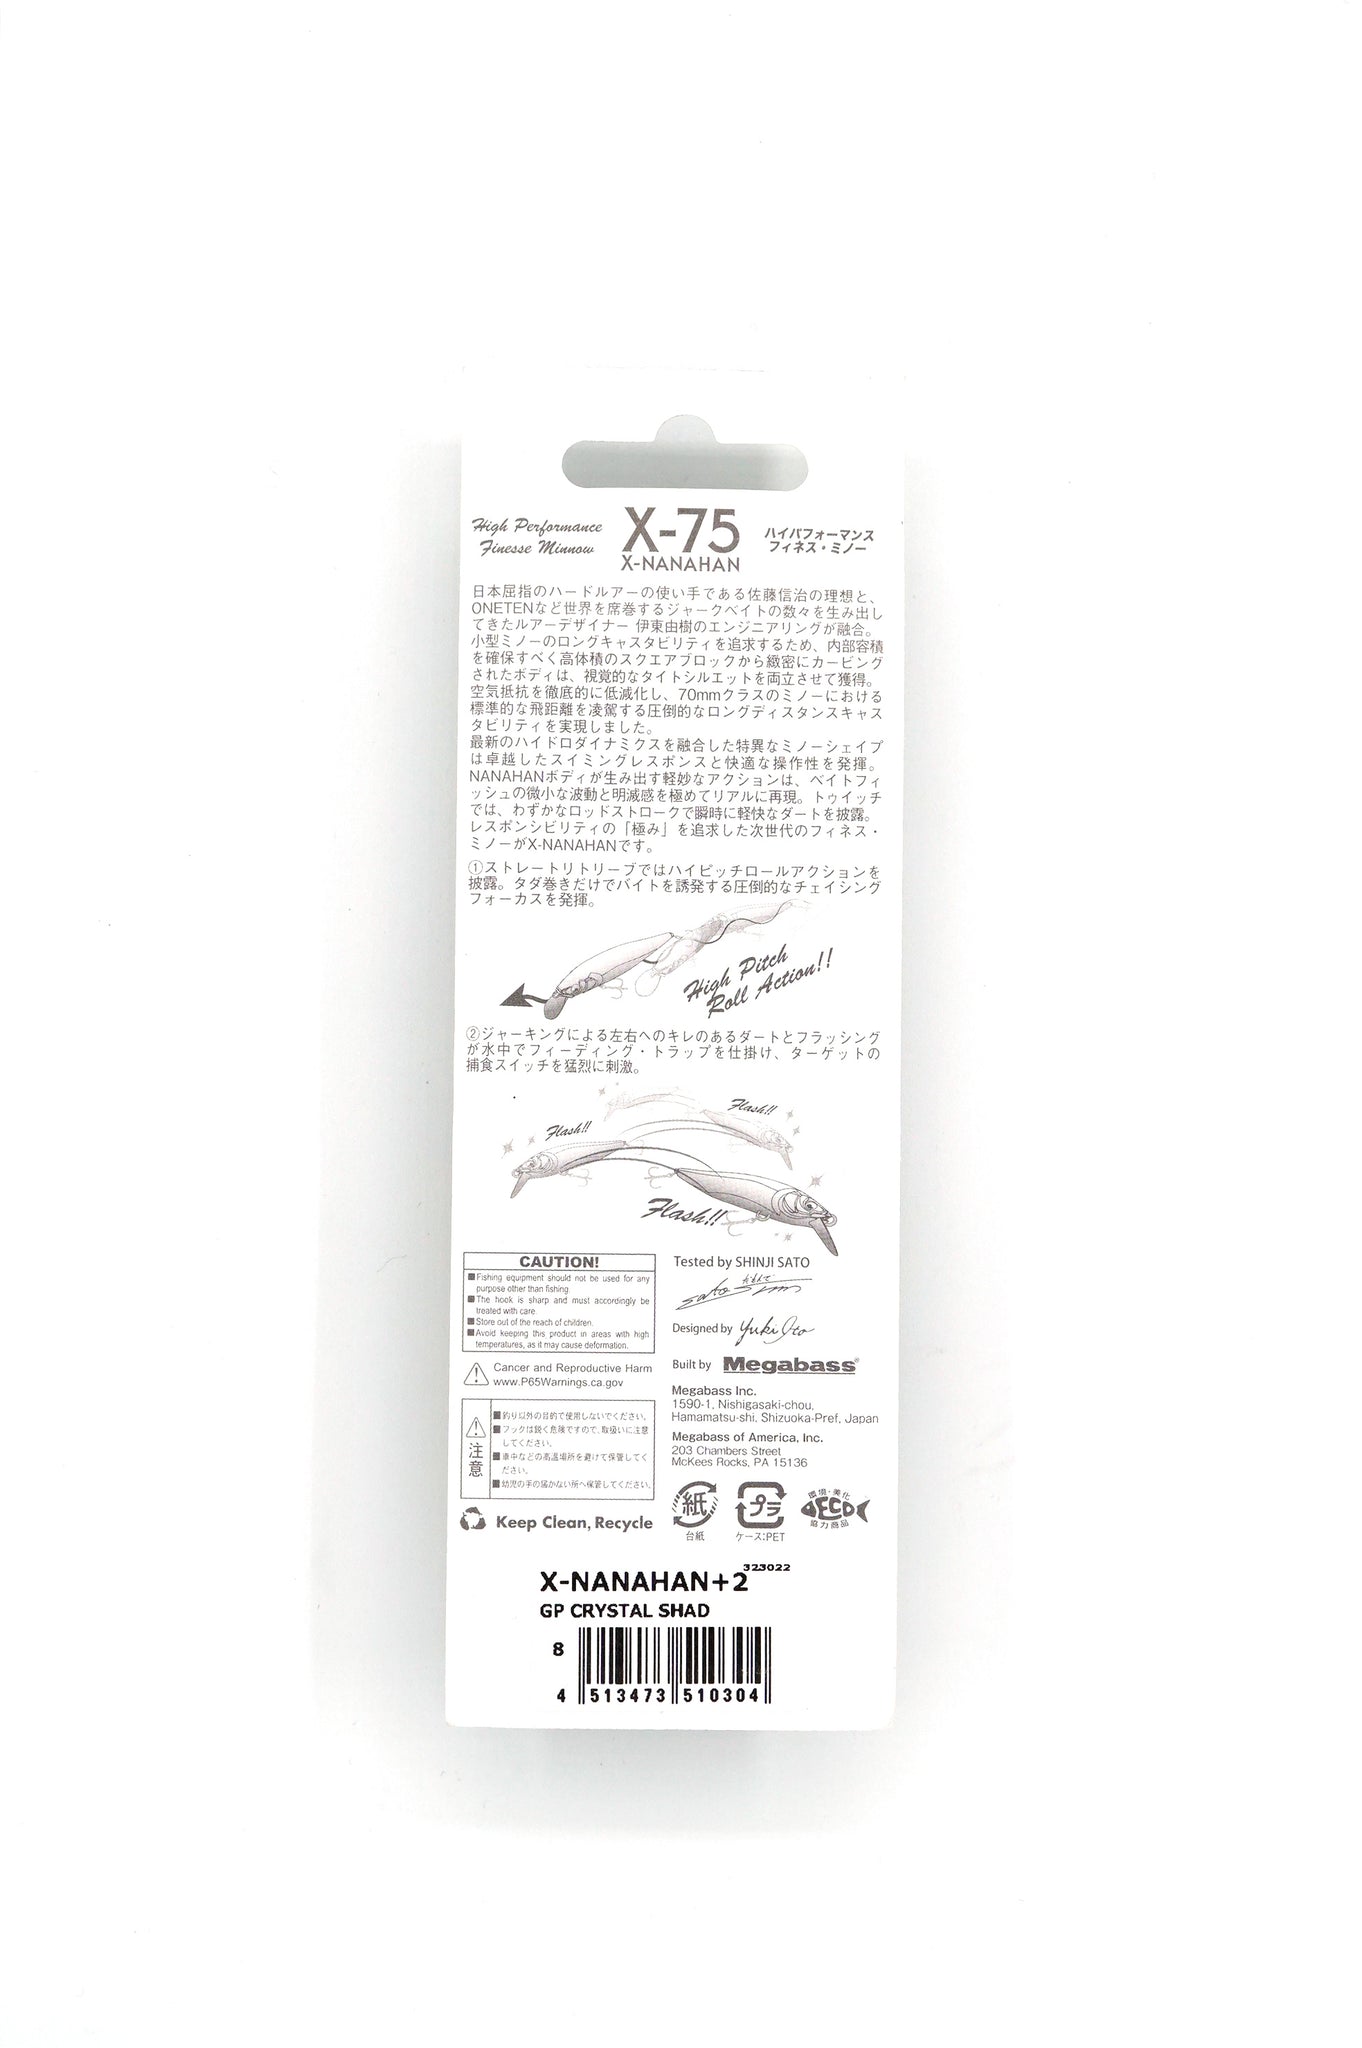 High Performance
Finesse Minnow
X-75
X-NANAHAN
ハイパフォーマンス
フィネス・ミノー
日本屈指のハードルアーの使い手である佐藤信治の理想と、
ONETENなど世界を席巻するジャークベイトの数々を生み出し
てきたルアーデザイナー 伊東由樹のエンジニアリングが融合。
小型ミノーのロングキャスタビリティを追求するため、内部容積
を確保すべく高体積のスクエアブロックから緻密にカービング
されたボディは、視覚的なタイトシルエットを両立させて獲得。
空気抵抗を徹底的に低減化し、70mmクラスのミノーにおける
標準的な飛距離を凌駕する圧倒的なロングディスタンスキャス
タビリティを実現しました。
最新のハイドロダイナミクスを融合した特異なミノーシェイプ
は卓越したスイミングレスポンスと快適な操作性を発揮。
NANAHANボディが生み出す軽妙なアクションは、ベイトフィ
ッシュの微小な波動と明滅感を極めてリアルに再現。トゥイッチ
では、わずかなロッドストロークで瞬時に軽快なダートを披露。
レスポンシビリティの「極み」を追求した次世代のフィネス・
ミノーがX-NANAHANです。
①ストレートリトリーブではハイピッチロールアクションを
披露。タダ巻きだけでバイトを誘発する圧倒的なチェイシング
フォーカスを発揮。
High Pitch
Roll Action!!
②ジャーキングによる左右へのキレのあるダートとフラッシング
が水中でフィーディング・トラップを仕掛け、ターゲットの
捕食スイッチを猛烈に刺激。
Flash!!
Flash!!
Flash!!
CAUTION!
■Fishing equipment should not be used for any
purpose other than fishing.
■The hook is sharp and must accordingly be
treated with care.
■Store out of the reach of children.
■Avoid keeping this product in areas with high
temperatures, as it may cause deformation.
Cancer and Reproductive Harm
www.P65Warnings.ca.gov
注意
■釣り以外の目的で使用しないでください。
■フックは鋭く危険ですので、取扱いに注意
してください。
■車中などの高温場所を避けて保管してく
ださい。
■幼児の手の届かない所へ保管してください。
Keep Clean, Recycle
Tested by SHINJI SATO
Designed by Yuki Ito
Built by Megabass®
Megabass Inc.
1590-1, Nishigasaki-chou,
Hamamatsu-shi, Shizuoka-Pref, Japan
Megabass of America, Inc.
203 Chambers Street
McKees Rocks, PA 15136
紙
台紙
プラ
ケース:PET
環境・美化
ECO
協力商品
323022
X-NANAHAN+2
GP CRYSTAL SHAD
8
4 513473 510304